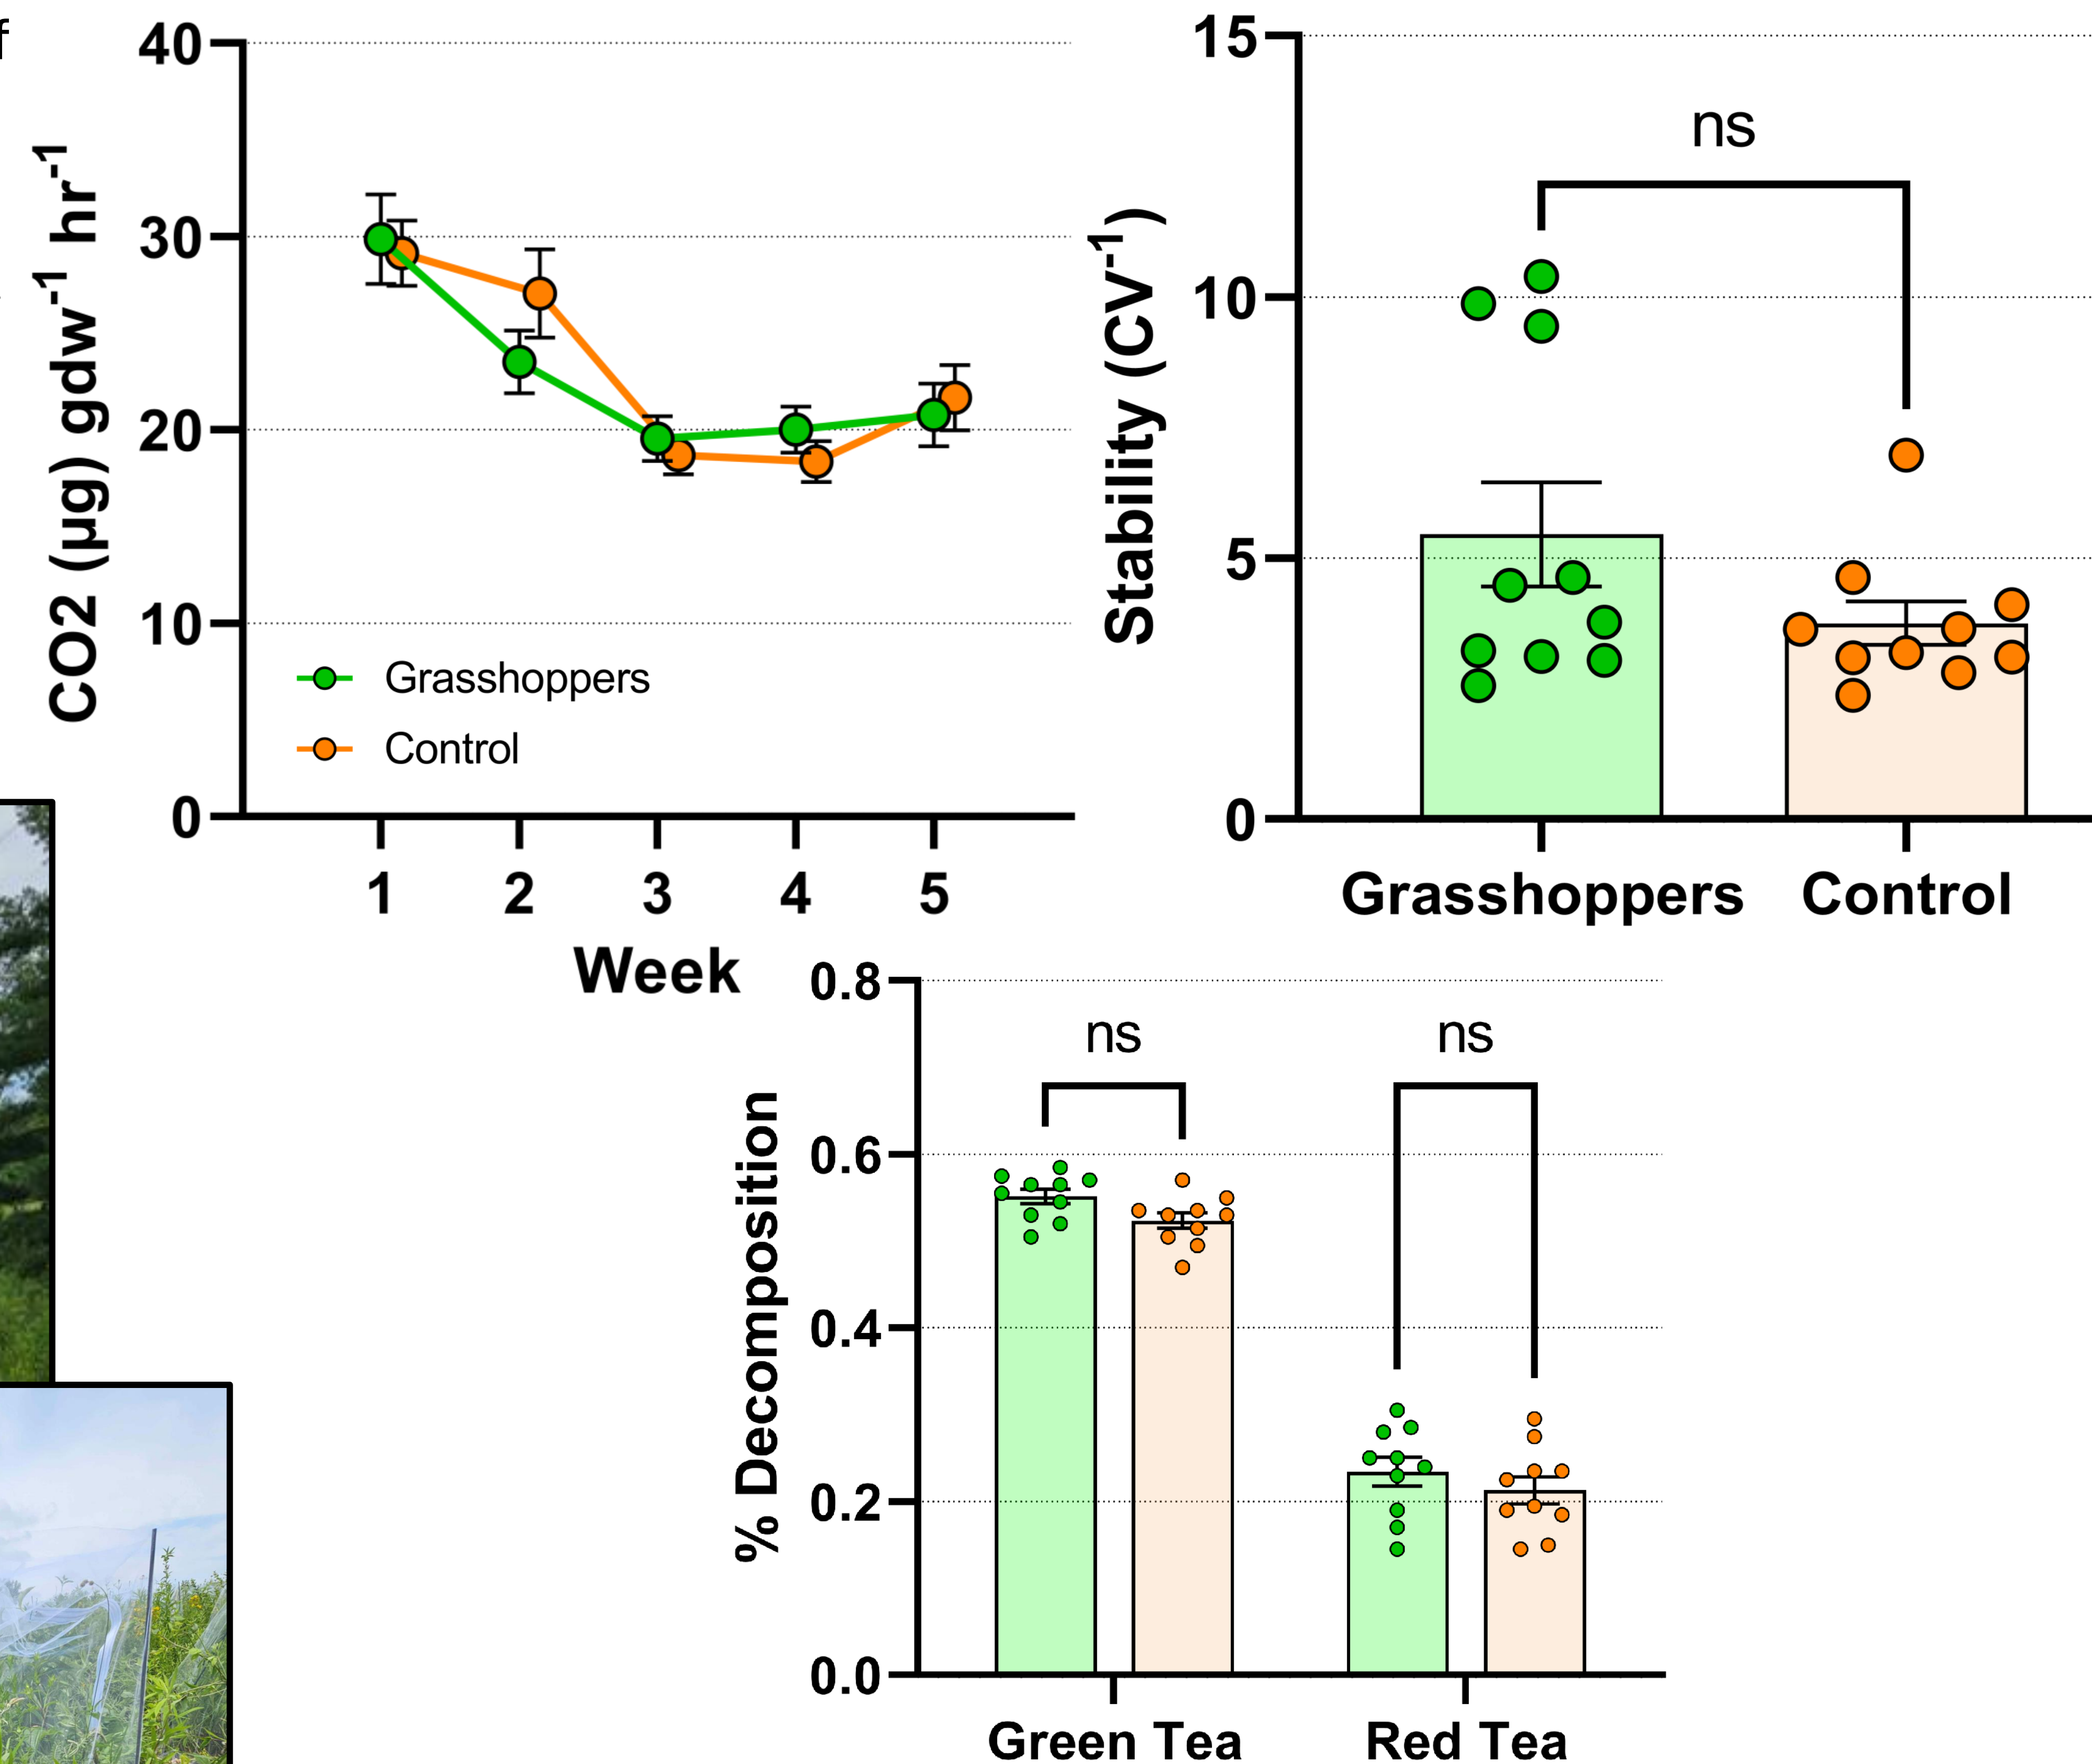 f
40
30
20
10
0
CO2 (µg) gdw⁻¹ hr⁻¹
Grasshoppers
Control
1 2 3 4 5
Week
15
10
5
0
Stability (CV⁻¹)
ns
Grasshoppers Control
0.8
0.6
0.4
0.2
0.0
% Decomposition
ns ns
Green Tea Red Tea